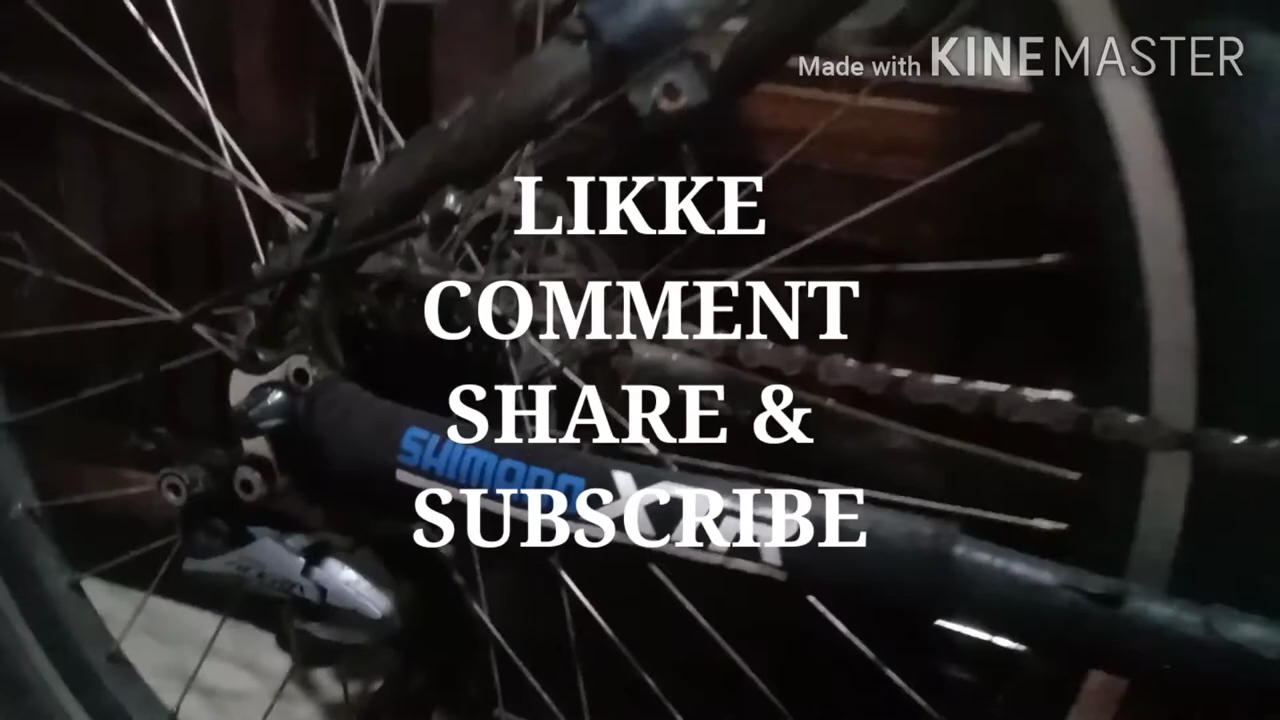 Made with KINEMASTER
LIKKE
COMMENT
SHARE &
SHIMANO
SUBSCRIBE